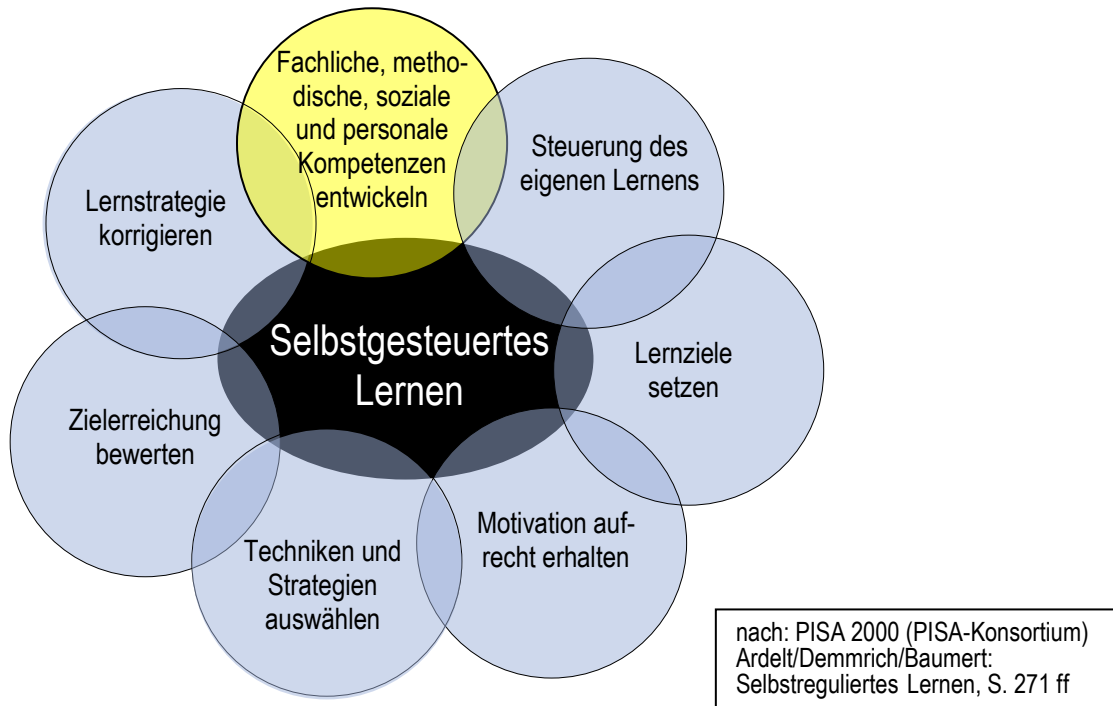 Fachliche, metho-
dische, soziale
und personale
Kompetenzen
entwickeln
Steuerung des
eigenen Lernens
Lernziele
setzen
Motivation auf-
recht erhalten
Techniken und
Strategien
auswählen
Zielerreichung
bewerten
Lernstrategie
korrigieren
Selbstgesteuertes
Lernen
nach: PISA 2000 (PISA-Konsortium)
Ardelt/Demmrich/Baumert:
Selbstreguliertes Lernen, S. 271 ff